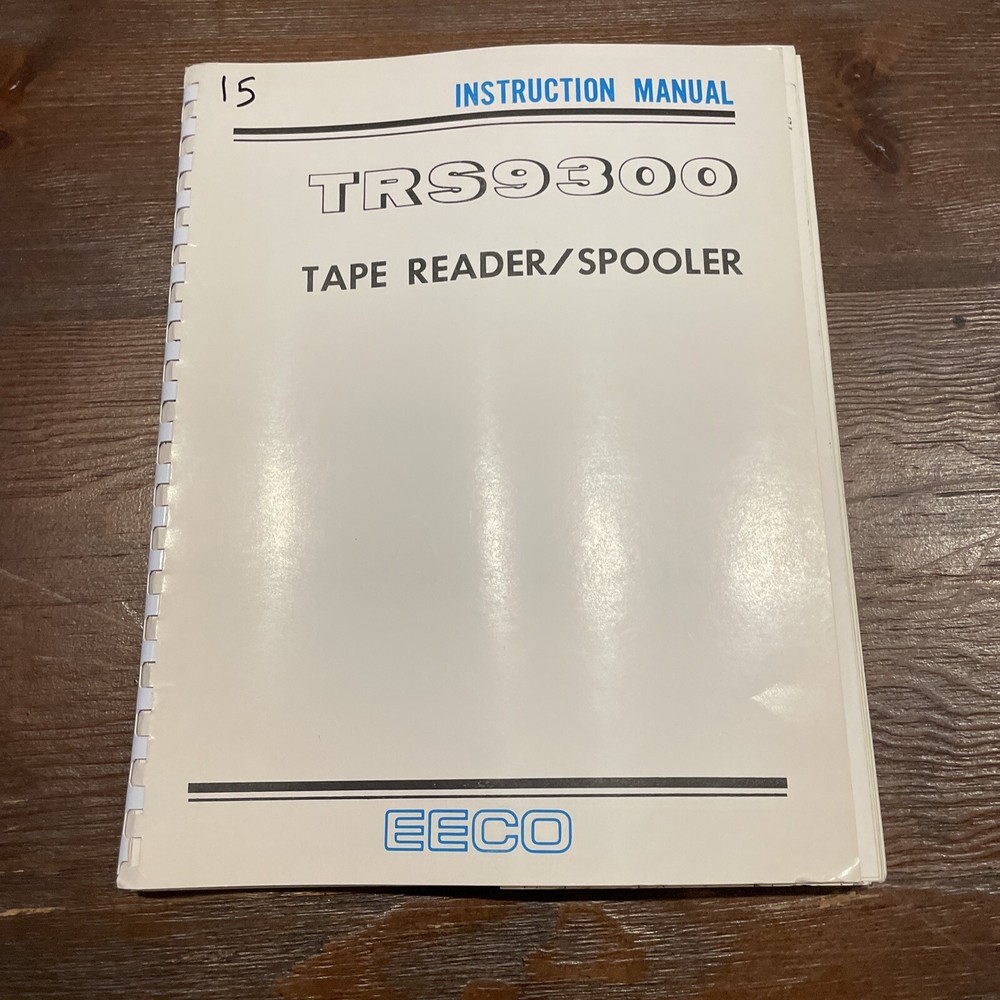 15
INSTRUCTION MANUAL
TRS9300
TAPE READER/SPOOLER
EECO